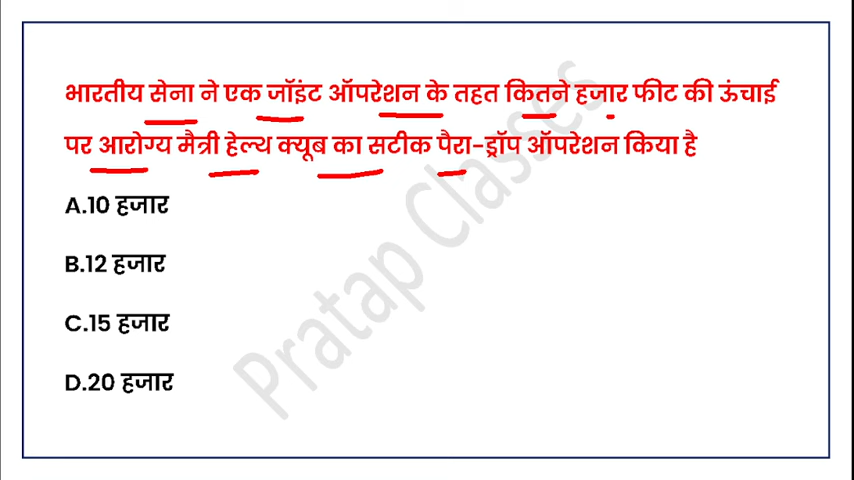 भारतीय सेना ने एक जॉइंट ऑपरेशन के तहत कितने हजार फीट की ऊंचाई
पर आरोग्य मैत्री हेल्थ क्यूब का सटीक पैरा-ड्रॉप ऑपरेशन किया है
A.10 हजार
B.12 हजार
C.15 हजार
D.20 हजार
Pratap Classes